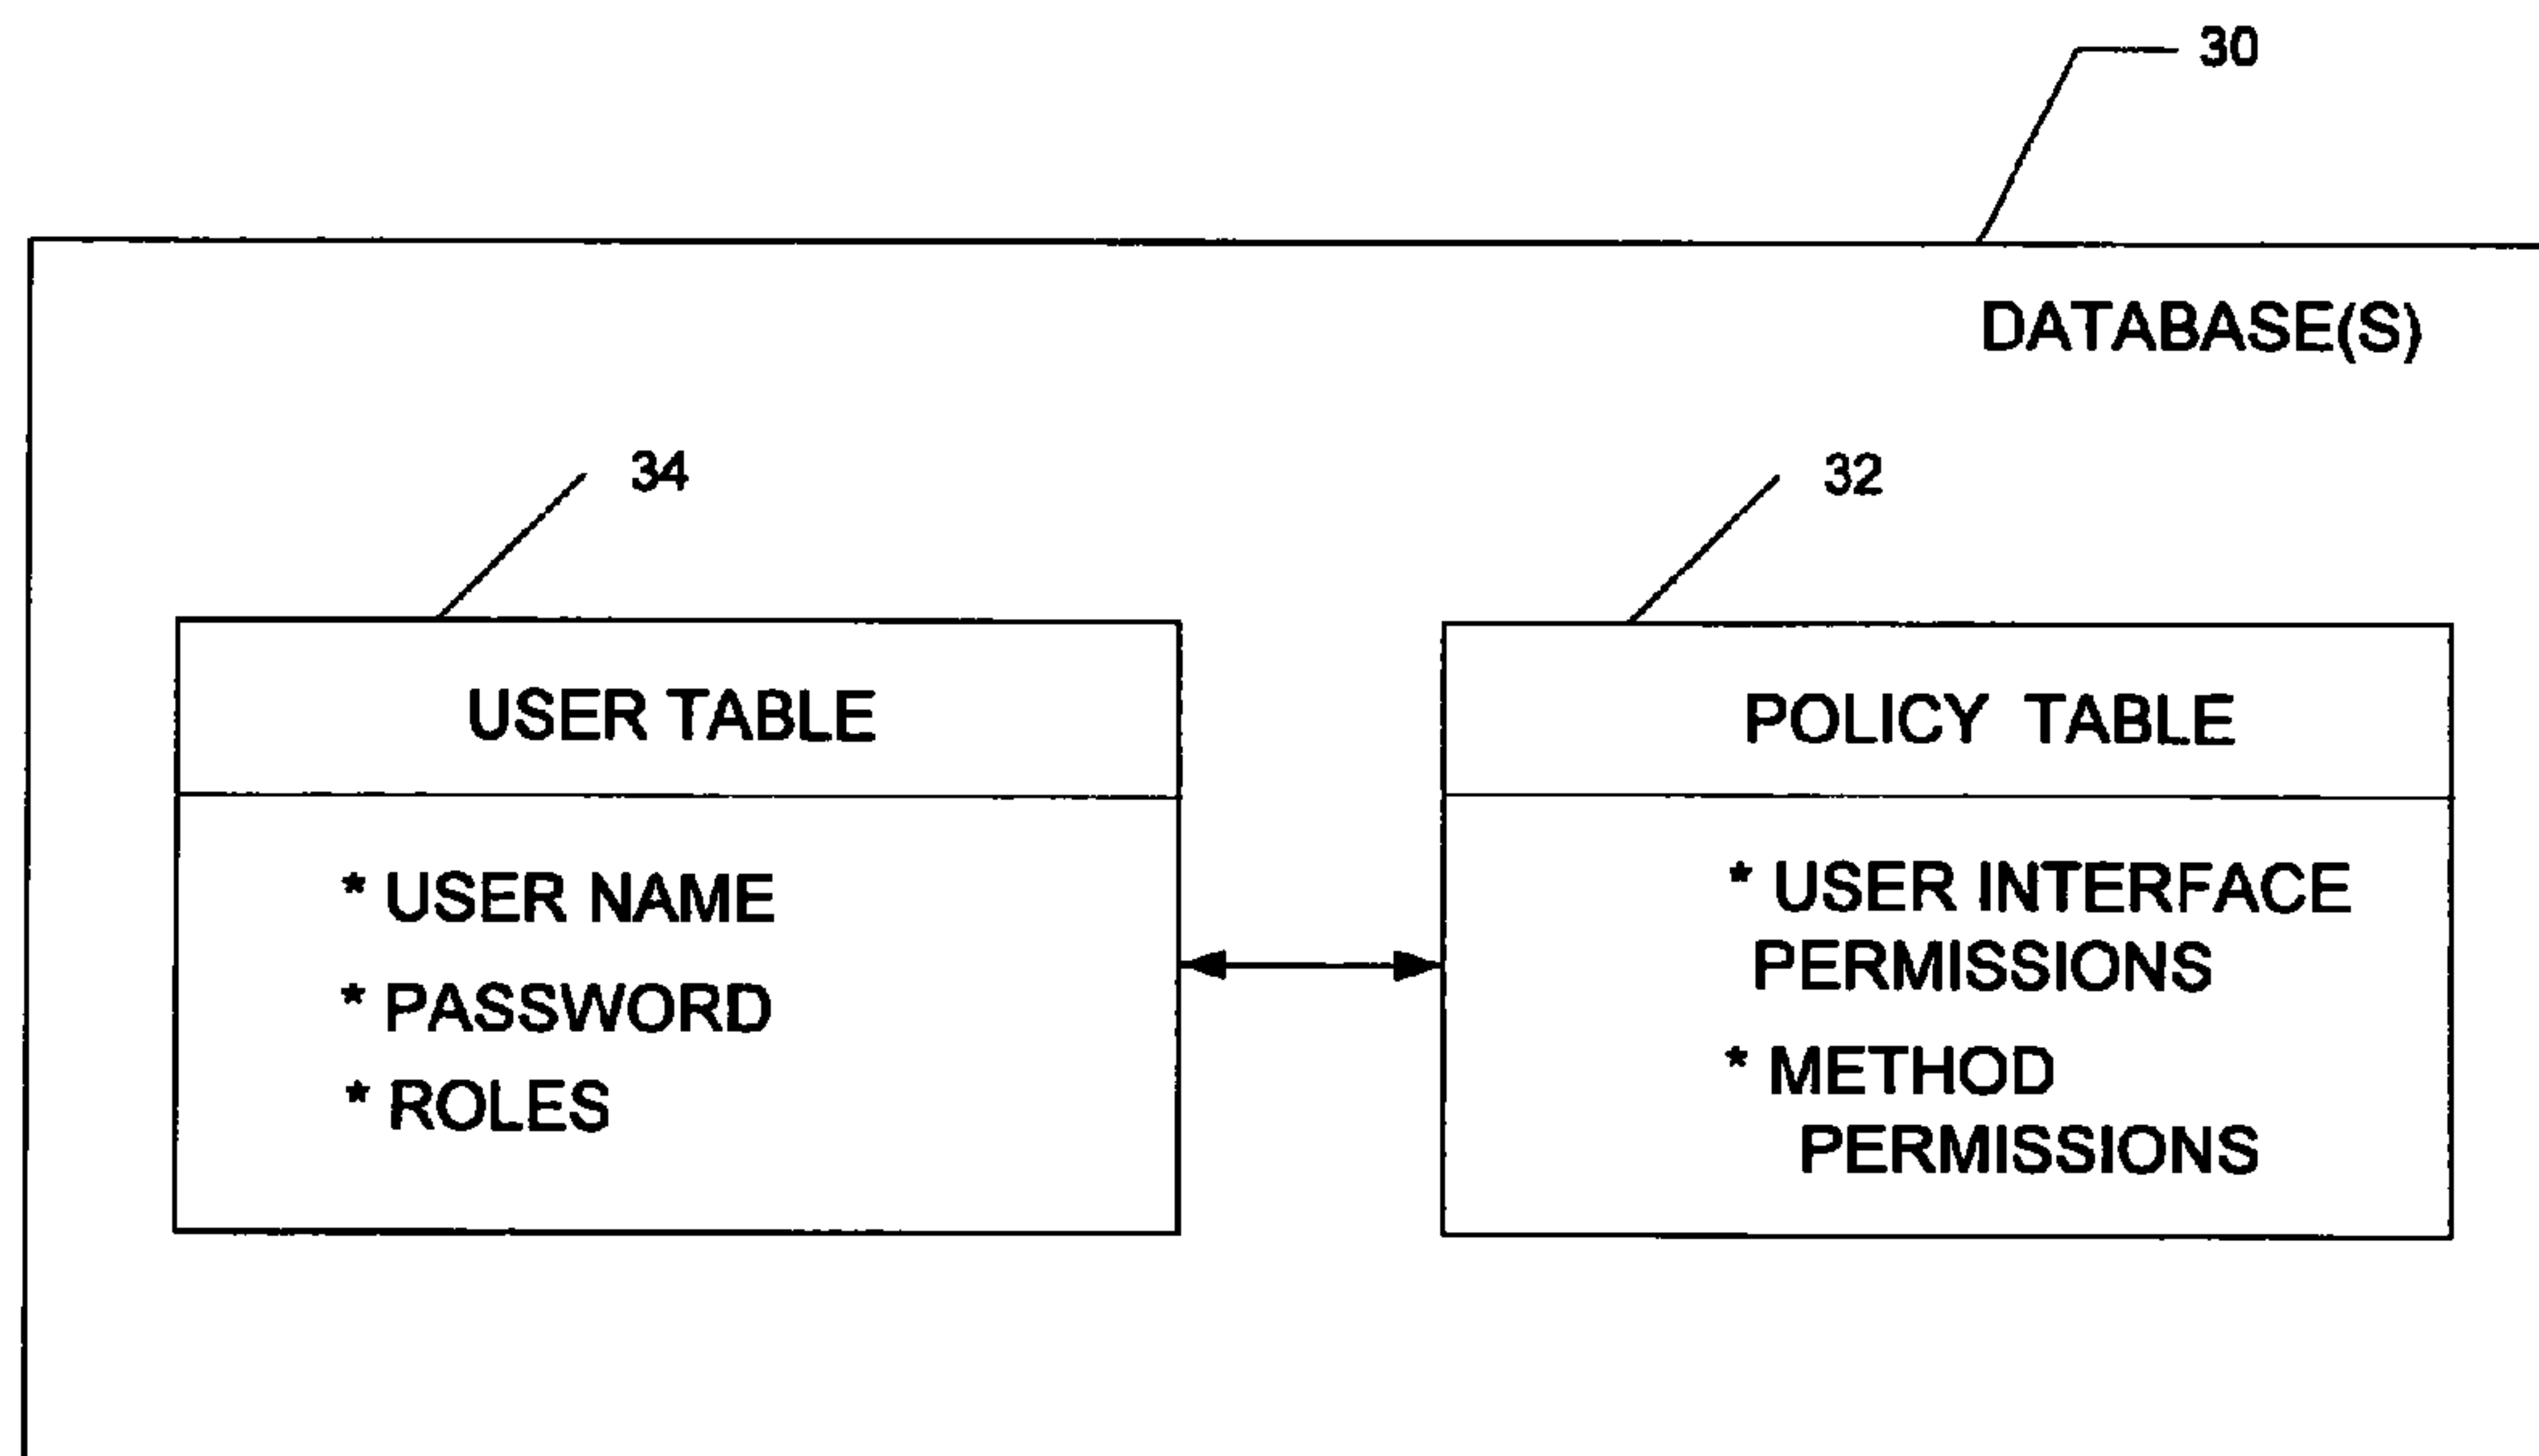 30
DATABASE(S)
34
32
USER TABLE
* USER NAME
* PASSWORD
* ROLES
POLICY TABLE
* USER INTERFACE
PERMISSIONS
* METHOD
PERMISSIONS